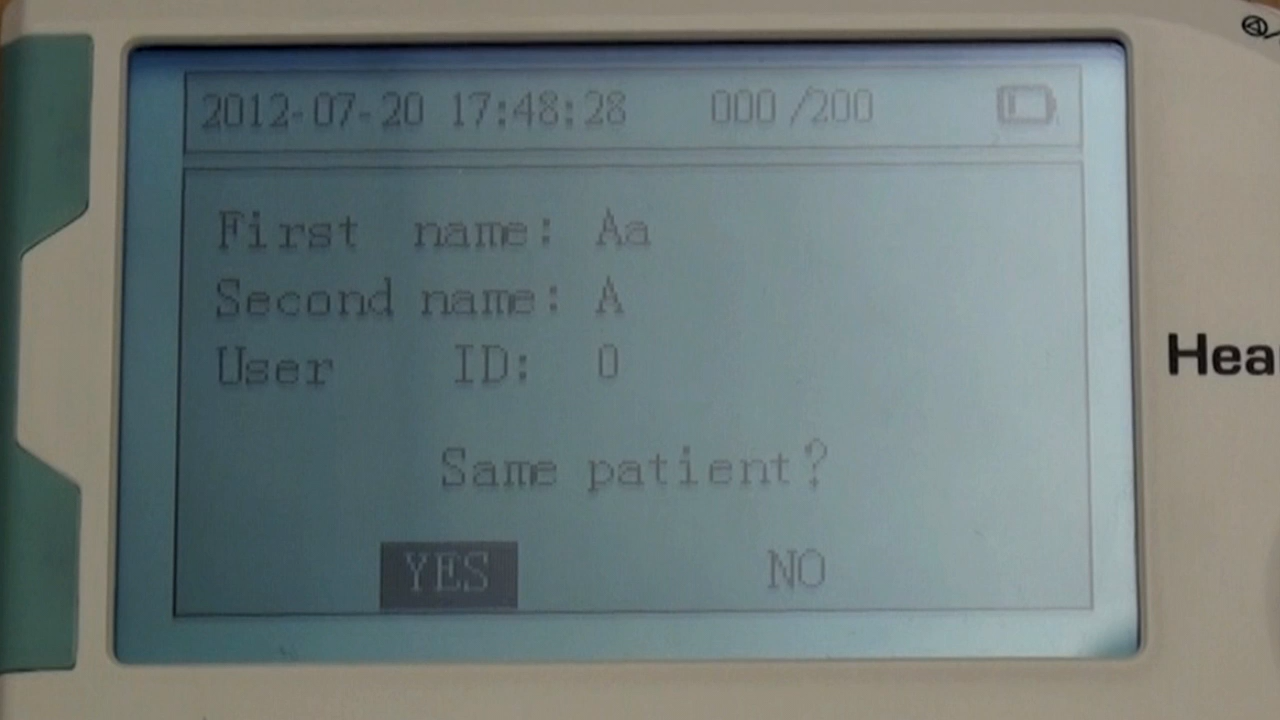 2012-07-20 17:48:28 000/200
First name: Aa
Second name: A
User ID: 0
Same patient?
YES NO
Hea